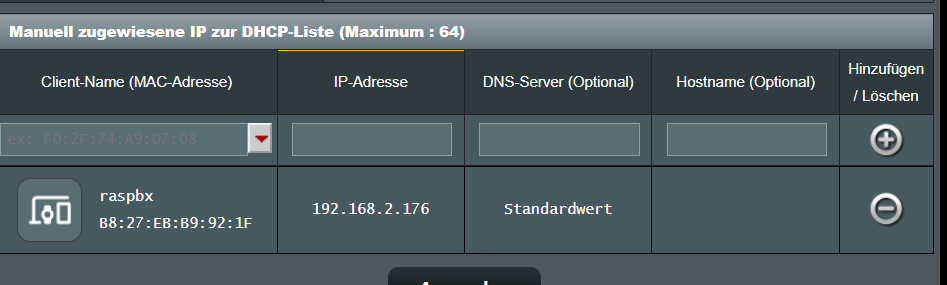 Manuell zugewiesene IP zur DHCP-Liste (Maximum : 64)
Client-Name (MAC-Adresse) IP-Adresse DNS-Server (Optional) Hostname (Optional) Hinzufügen
/ Löschen
ex: F0:2F:74:A9:D7:08
raspbx
B8:27:EB:B9:92:1F 192.168.2.176 Standardwert